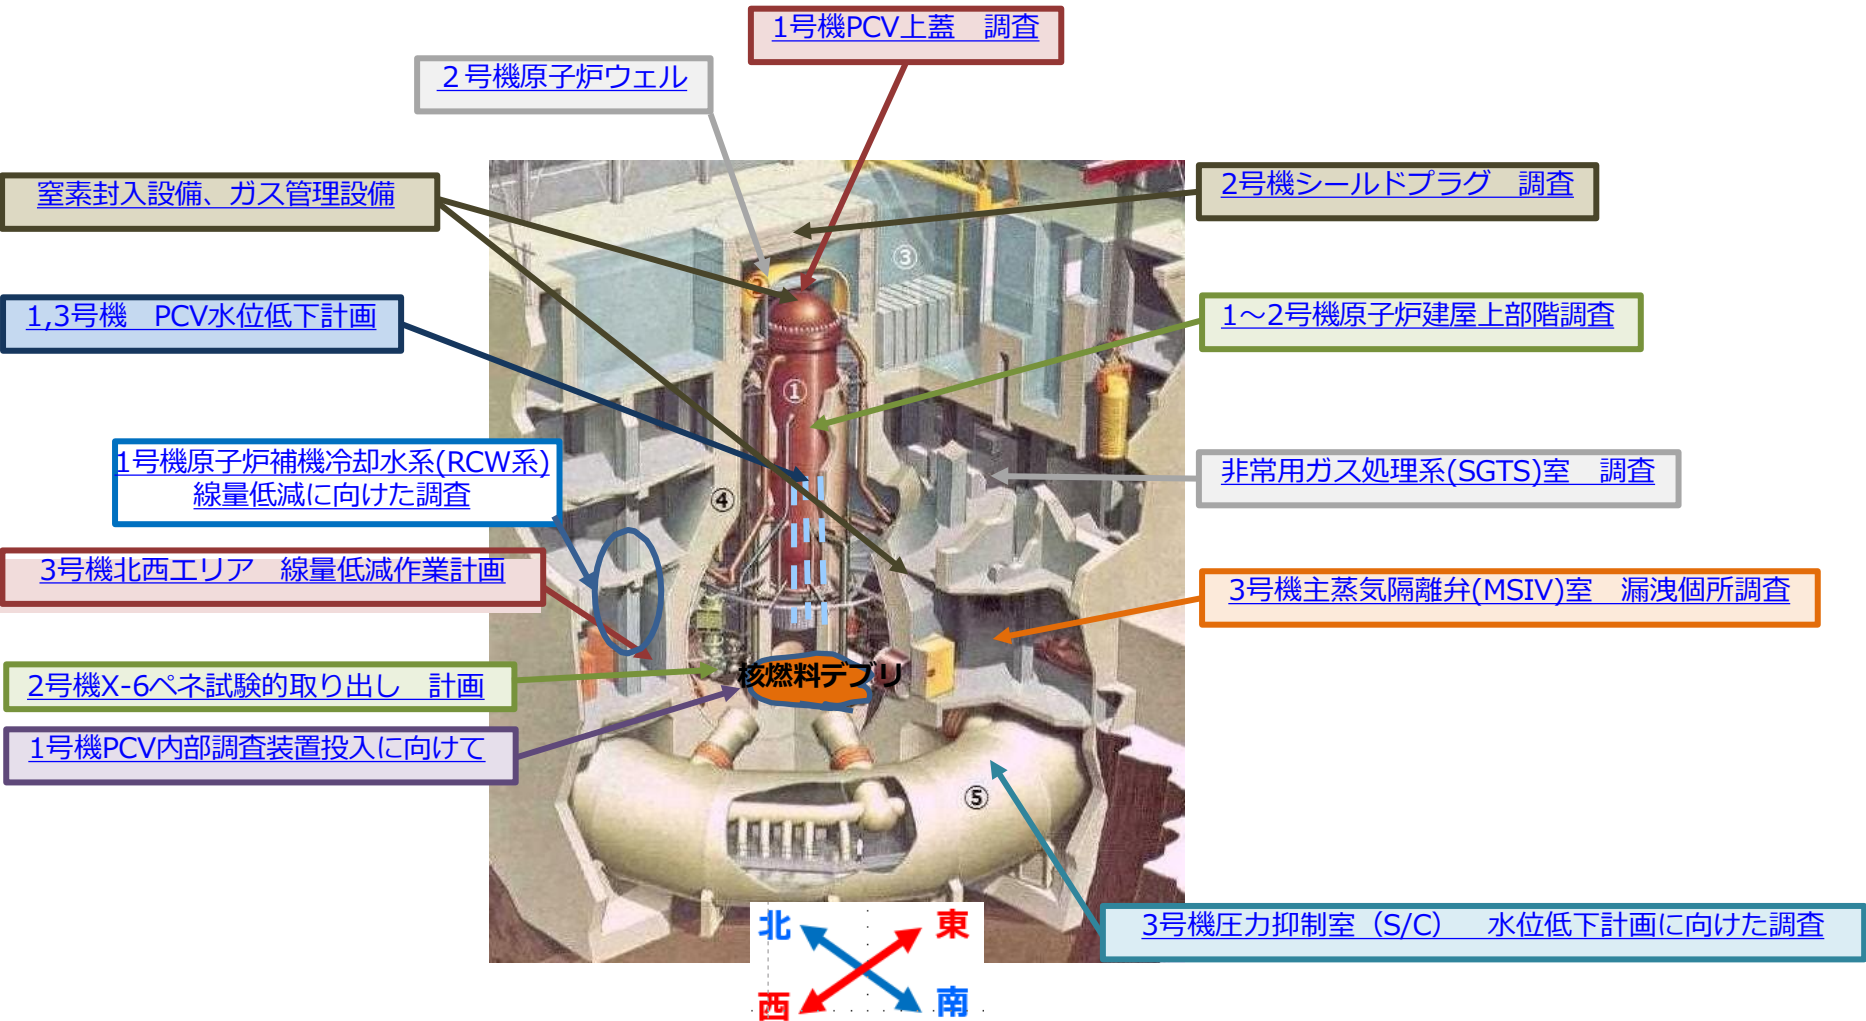 1号機PCV上蓋　調査
２号機原子炉ウェル
窒素封入設備、ガス管理設備
2号機シールドプラグ　調査
③
②
1,3号機　PCV水位低下計画
1～2号機原子炉建屋上部階調査
①
1号機原子炉補機冷却水系(RCW系)
線量低減に向けた調査
④
非常用ガス処理系(SGTS)室　調査
3号機北西エリア　線量低減作業計画
3号機主蒸気隔離弁(MSIV)室　漏洩個所調査
2号機X-6ペネ試験的取り出し　計画
核燃料デブリ
1号機PCV内部調査装置投入に向けて
⑤
3号機圧力抑制室（S/C）　水位低下計画に向けた調査
北
東
西
南